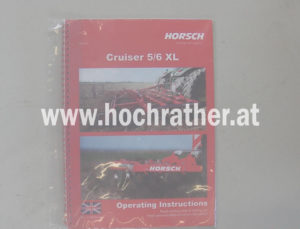 HORSCH
Cruiser 5/6 XL
www.hochrather.at
HORSCH
Operating Instructions